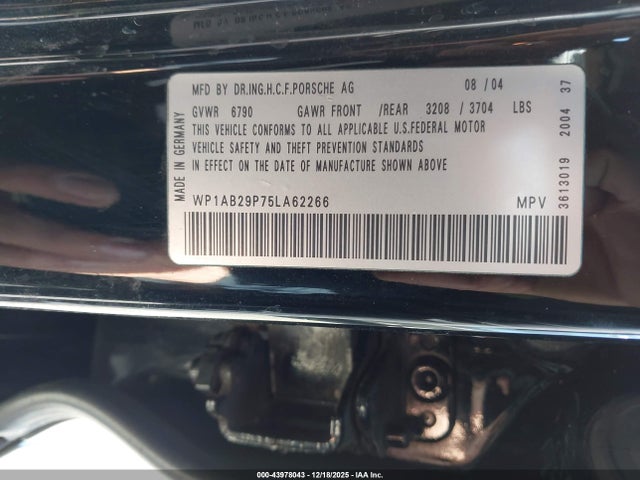 MFD BY DR.ING.H.C.F.PORSCHE AG 08 /04
GVWR 6790 GAWR FRONT /REAR 3208 / 3704 LBS
THIS VEHICLE CONFORMS TO ALL APPLICABLE U.S.FEDERAL MOTOR
VEHICLE SAFETY AND THEFT PREVENTION STANDARDS
IN EFFECT ON THE DATE OF MANUFACTURE SHOWN ABOVE
WP1AB29P75LA62266 MPV
MADE IN GERMANY
3613019 2004 37
000-43978043 - 12/18/2025 - IAA Inc.